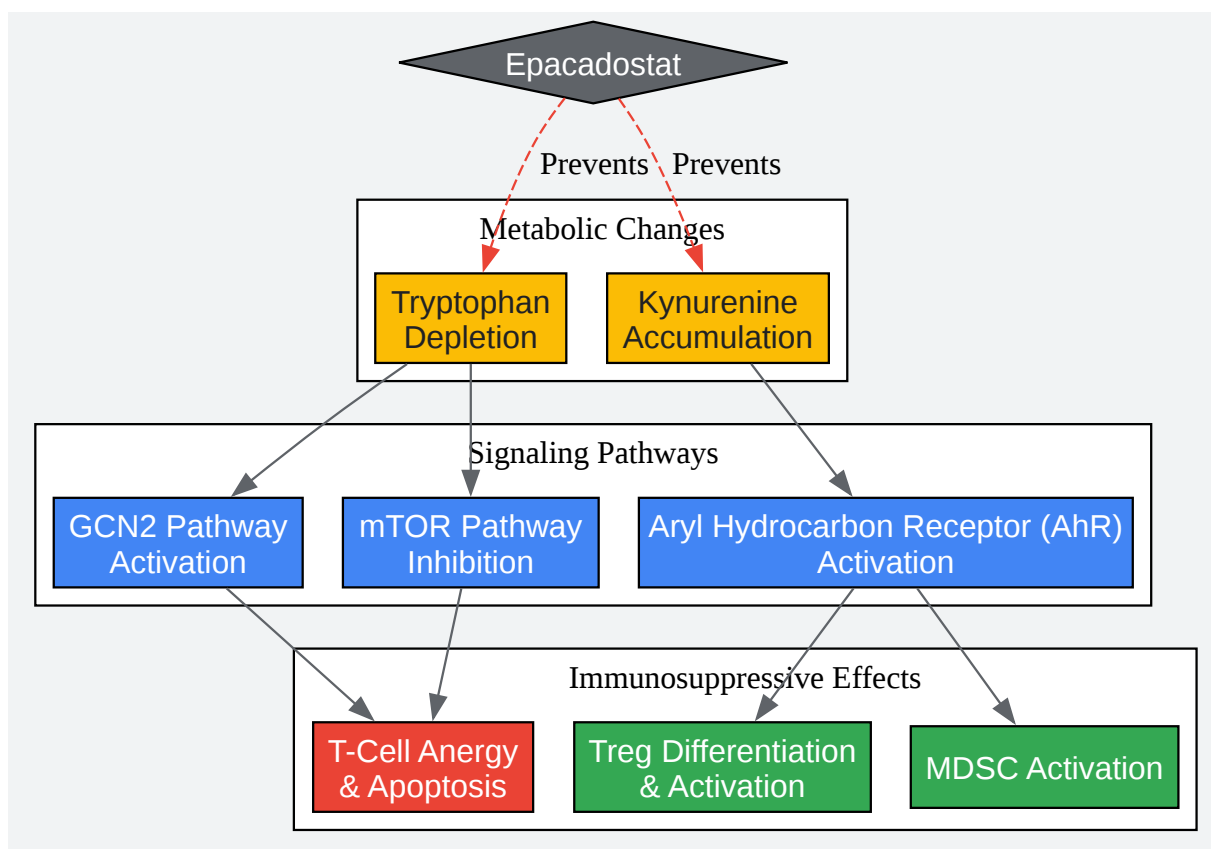 Epacadostat
Prevents
Prevents
Metabolic Changes
Tryptophan
Depletion
Kynurenine
Accumulation
Signaling Pathways
GCN2 Pathway
Activation
mTOR Pathway
Inhibition
Aryl Hydrocarbon Receptor (AhR)
Activation
Immunosuppressive Effects
T-Cell Anergy
& Apoptosis
Treg Differentiation
& Activation
MDSC Activation